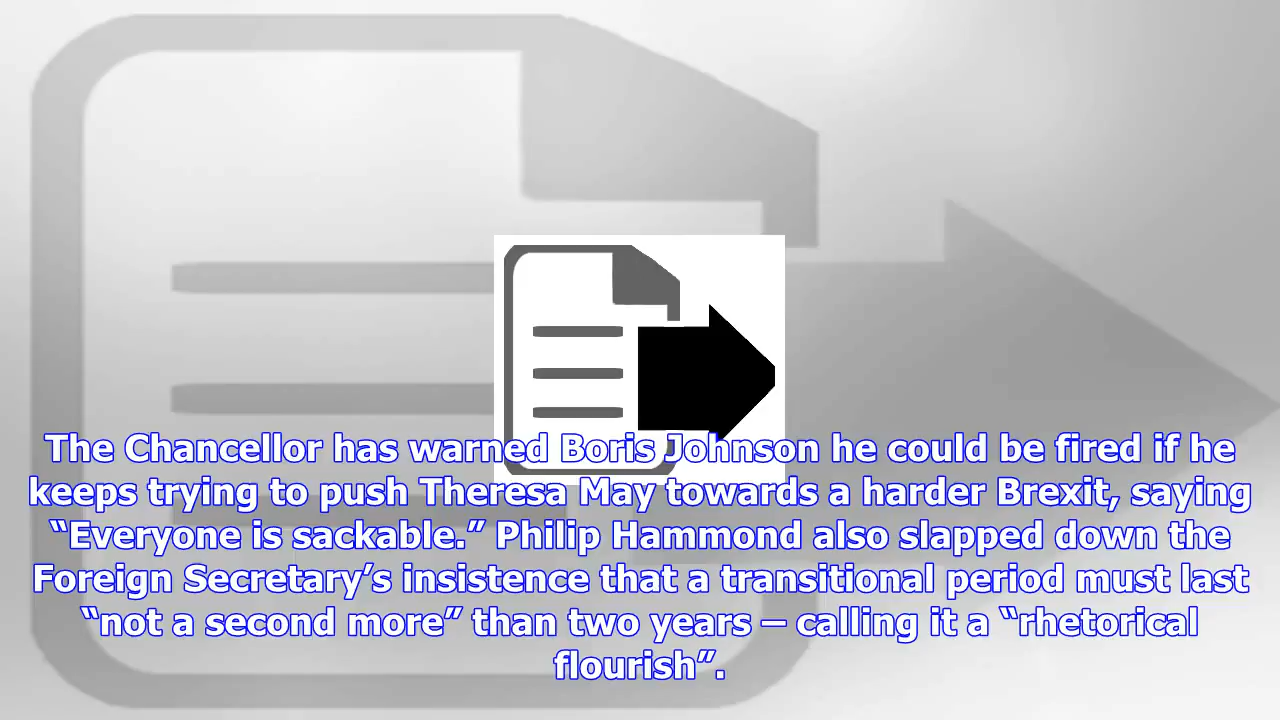 The Chancellor has warned Boris Johnson he could be fired if he
keeps trying to push Theresa May towards a harder Brexit, saying
“Everyone is sackable.” Philip Hammond also slapped down the
Foreign Secretary’s insistence that a transitional period must last
“not a second more” than two years – calling it a “rhetorical
flourish”.